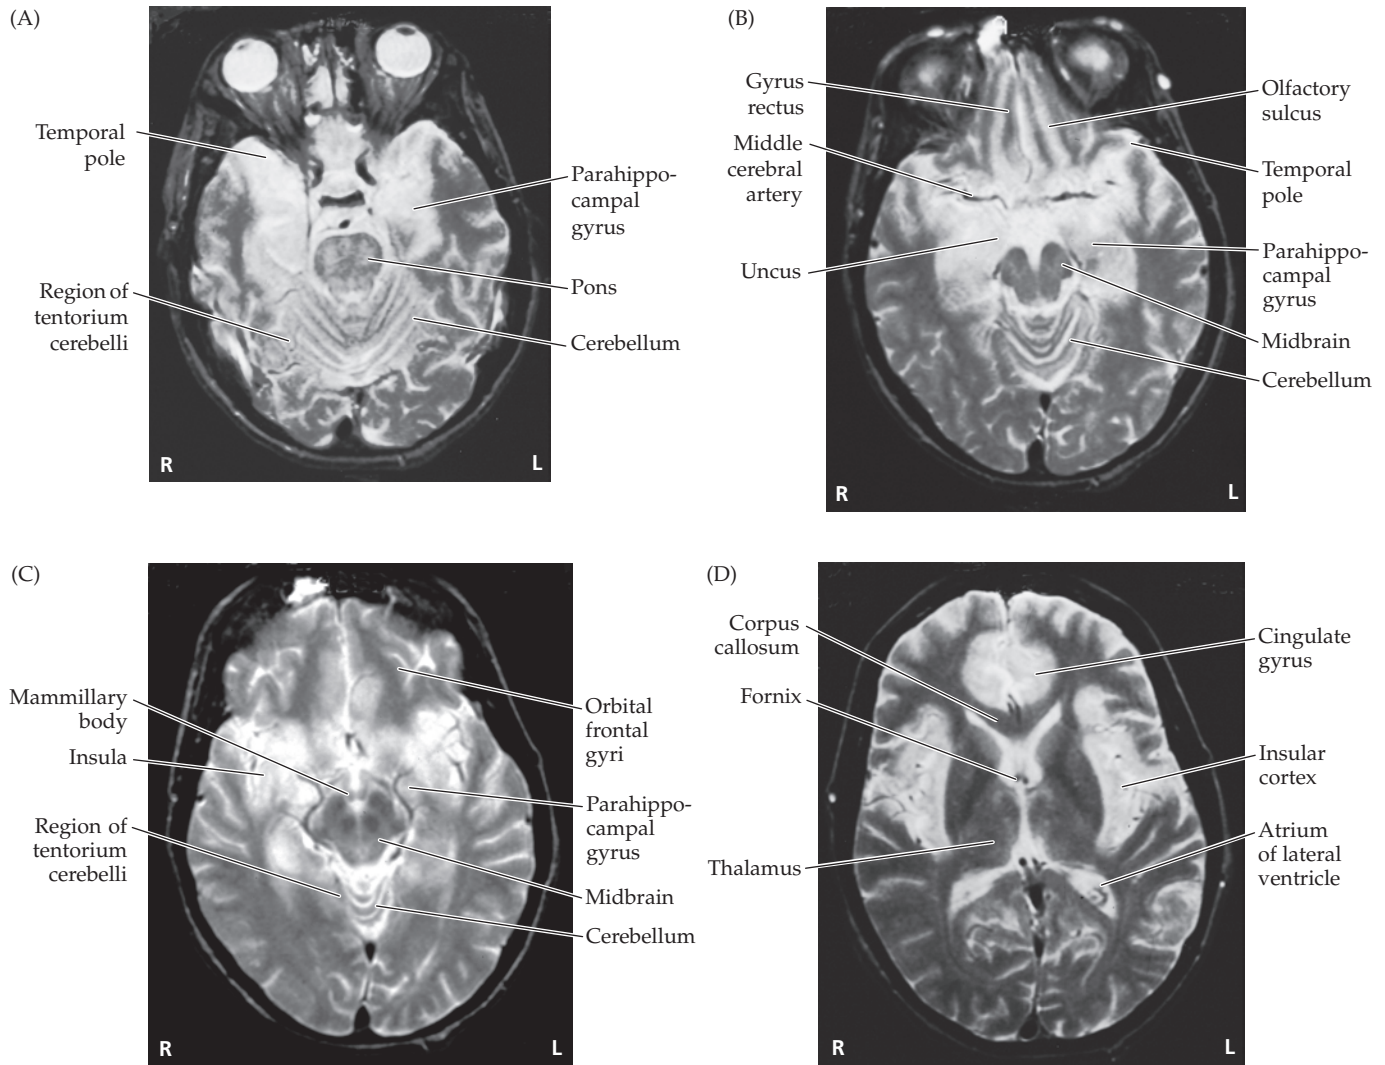 (A)
Temporal
pole
Region of
tentorium
cerebelli
Parahippo-
campal
gyrus
Pons
Cerebellum
R
L
(B)
Gyrus
rectus
Middle
cerebral
artery
Uncus
Olfactory
sulcus
Temporal
pole
Parahippo-
campal
gyrus
Midbrain
Cerebellum
R
L
(C)
Mammillary
body
Insula
Region of
tentorium
cerebelli
Orbital
frontal
gyri
Parahippo-
campal
gyrus
Midbrain
Cerebellum
R
L
(D)
Corpus
callosum
Fornix
Thalamus
Cingulate
gyrus
Insular
cortex
Atrium
of lateral
ventricle
R
L